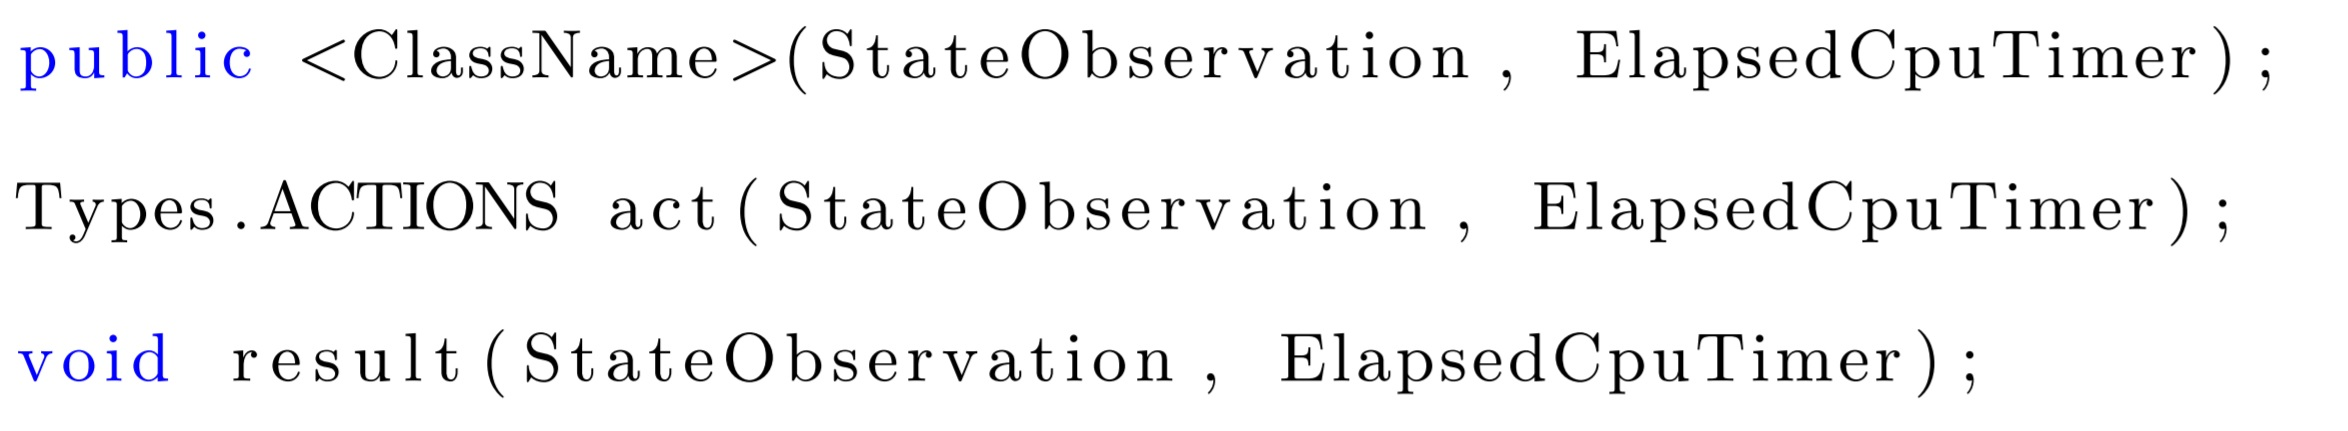 public <ClassName>(StateObservation, ElapsedCpuTimer);
Types.ACTIONS act(StateObservation, ElapsedCpuTimer);
void result(StateObservation, ElapsedCpuTimer);